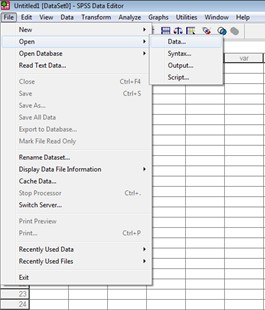 Untitled1 [DataSet0] - SPSS Data Editor
File Edit View Data Transform Analyze Graphs Utilities Window Help
New
Open
Data...
Syntax...
Output...
Script...
Open Database
Read Text Data...
Close Ctrl+F4
Save Ctrl+S
Save As...
Save All Data
Export to Database...
Mark File Read Only
Rename Dataset...
Display Data File Information
Cache Data...
Stop Processor Ctrl+.
Switch Server...
Print Preview
Print... Ctrl+P
Recently Used Data
Recently Used Files
Exit
var
23
24